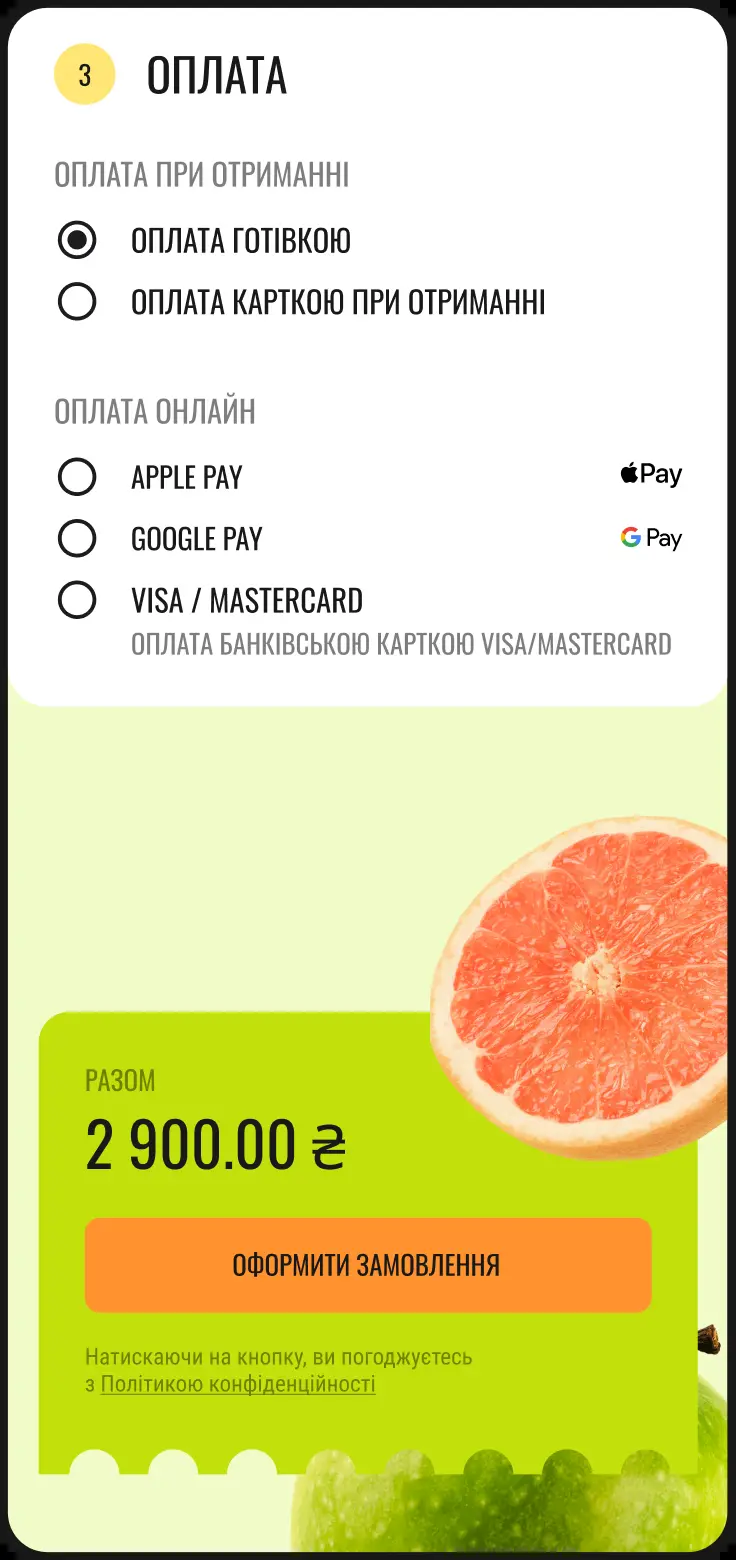 3 ОПЛАТА
ОПЛАТА ПРИ ОТРИМАННІ
ОПЛАТА ГОТІВКОЮ
ОПЛАТА КАРТКОЮ ПРИ ОТРИМАННІ
ОПЛАТА ОНЛАЙН
APPLE PAY Pay
GOOGLE PAY G Pay
VISA / MASTERCARD
ОПЛАТА БАНКІВСЬКОЮ КАРТКОЮ VISA/MASTERCARD
РАЗОМ
2 900.00 ₴
ОФОРМИТИ ЗАМОВЛЕННЯ
Натискаючи на кнопку, ви погоджуєтесь
з Політикою конфіденційності